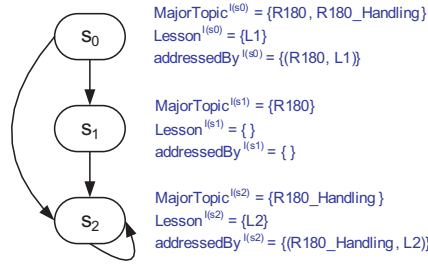 s0
MajorTopic^I(s0) = {R180, R180_Handling}
Lesson^I(s0) = {L1}
addressedBy^I(s0) = {(R180, L1)}
s1
MajorTopic^I(s1) = {R180}
Lesson^I(s1) = { }
addressedBy^I(s1) = { }
s2
MajorTopic^I(s2) = {R180_Handling}
Lesson^I(s2) = {L2}
addressedBy^I(s2) = {(R180_Handling, L2)}